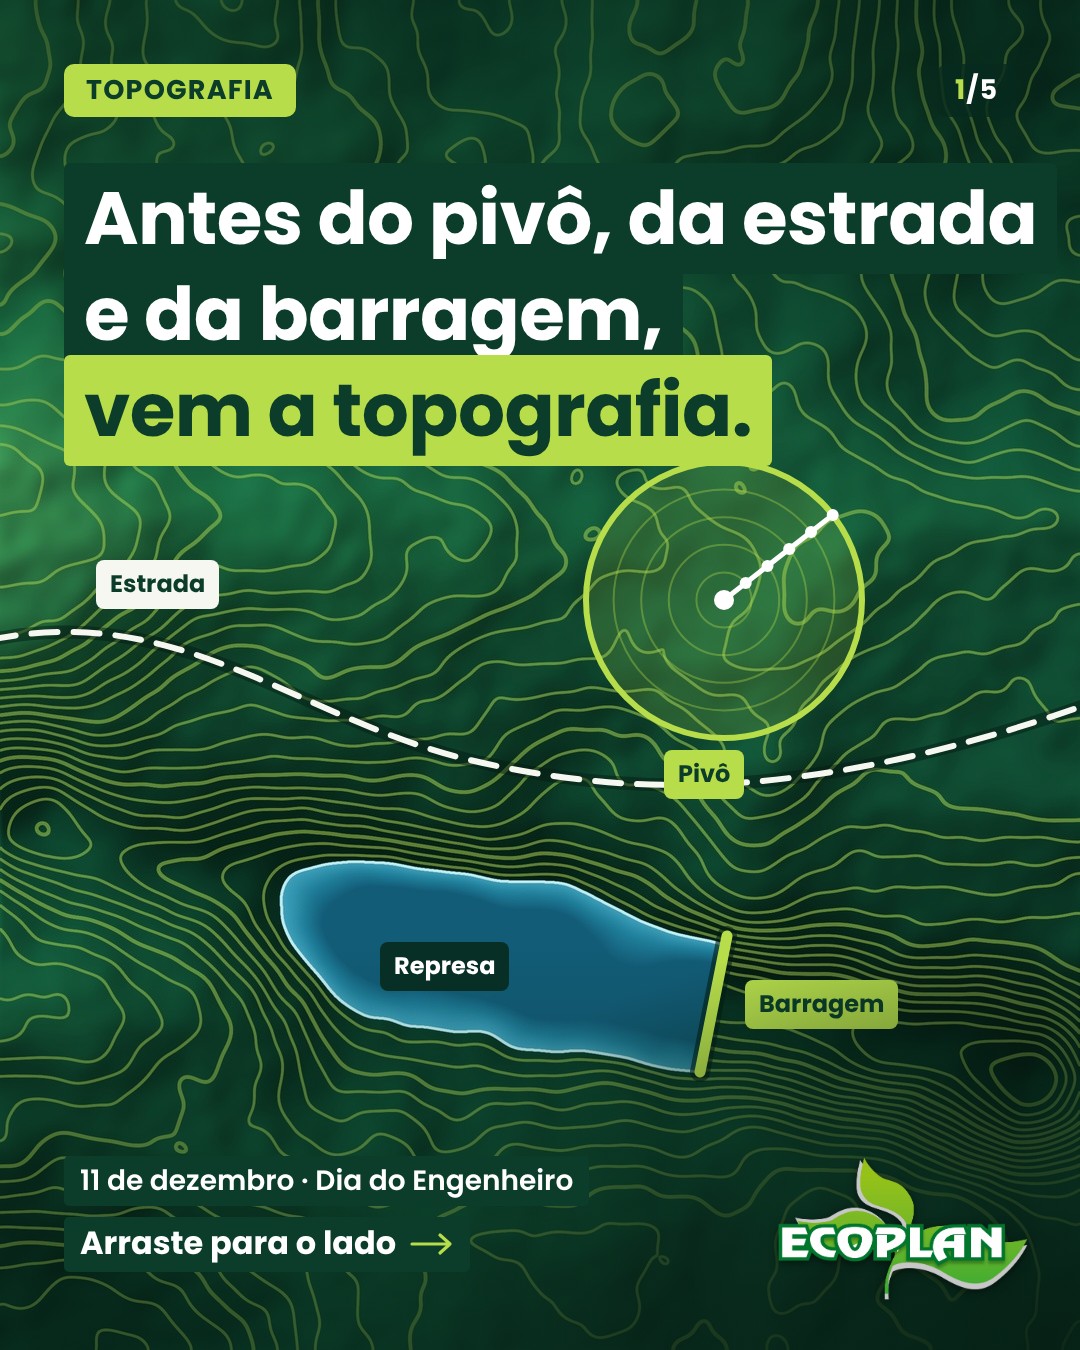 TOPOGRAFIA
1/5
Antes do pivô, da estrada
e da barragem,
vem a topografia.
Estrada
Pivô
Represa
Barragem
11 de dezembro · Dia do Engenheiro
Arraste para o lado →
ECOPLAN